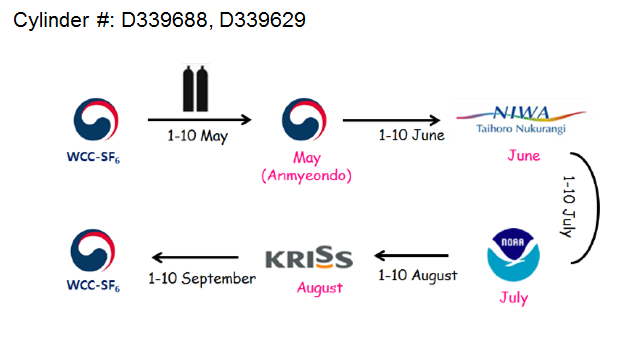 Cylinder #: D339688, D339629
1-10 May
WCC-SF₆
May
(Anmyeondo)
1-10 June
NIWA
Taihoro Nukurangi
June
1-10 July
NOAA
July
1-10 August
KRISS
August
1-10 September
WCC-SF₆